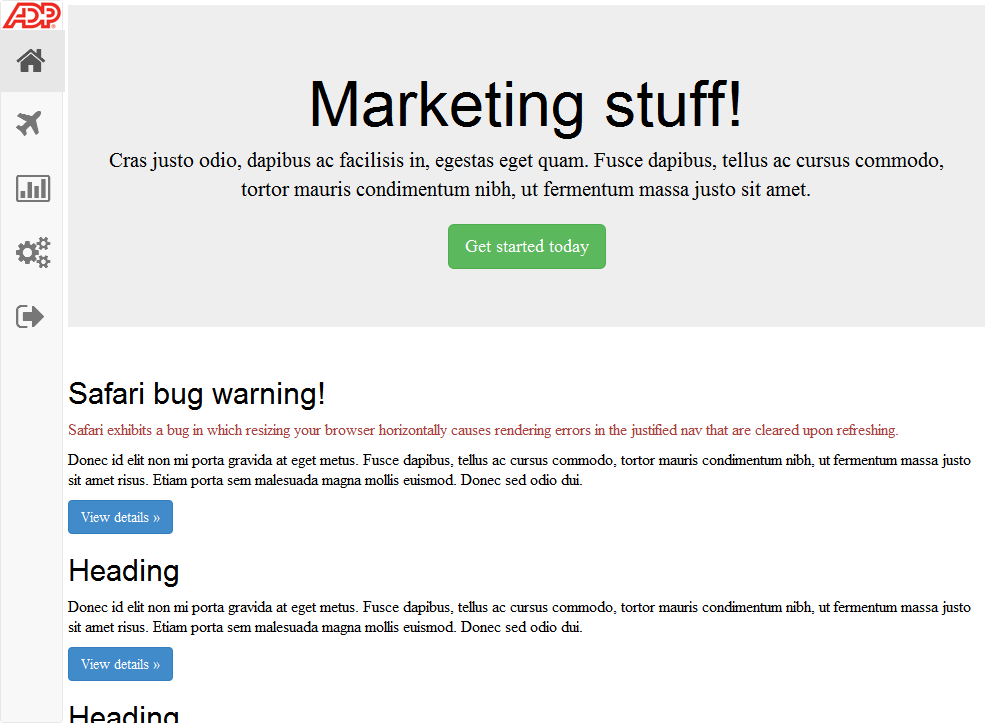 ADP
Marketing stuff!
Cras justo odio, dapibus ac facilisis in, egestas eget quam. Fusce dapibus, tellus ac cursus commodo,
tortor mauris condimentum nibh, ut fermentum massa justo sit amet.
Get started today
Safari bug warning!
Safari exhibits a bug in which resizing your browser horizontally causes rendering errors in the justified nav that are cleared upon refreshing.
Donec id elit non mi porta gravida at eget metus. Fusce dapibus, tellus ac cursus commodo, tortor mauris condimentum nibh, ut fermentum massa justo
sit amet risus. Etiam porta sem malesuada magna mollis euismod. Donec sed odio dui.
View details »
Heading
Donec id elit non mi porta gravida at eget metus. Fusce dapibus, tellus ac cursus commodo, tortor mauris condimentum nibh, ut fermentum massa justo
sit amet risus. Etiam porta sem malesuada magna mollis euismod. Donec sed odio dui.
View details »
Heading